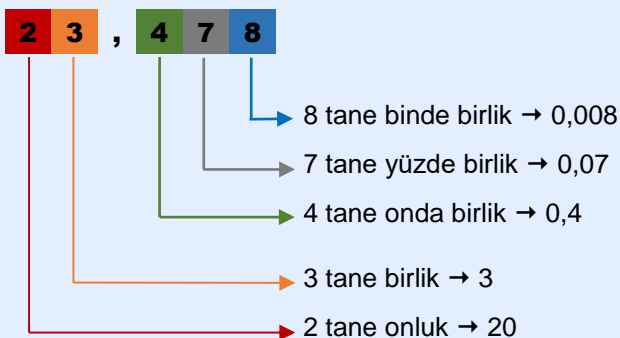 2 3 , 4 7 8
8 tane binde birlik → 0,008
7 tane yüzde birlik → 0,07
4 tane onda birlik → 0,4
3 tane birlik → 3
2 tane onluk → 20